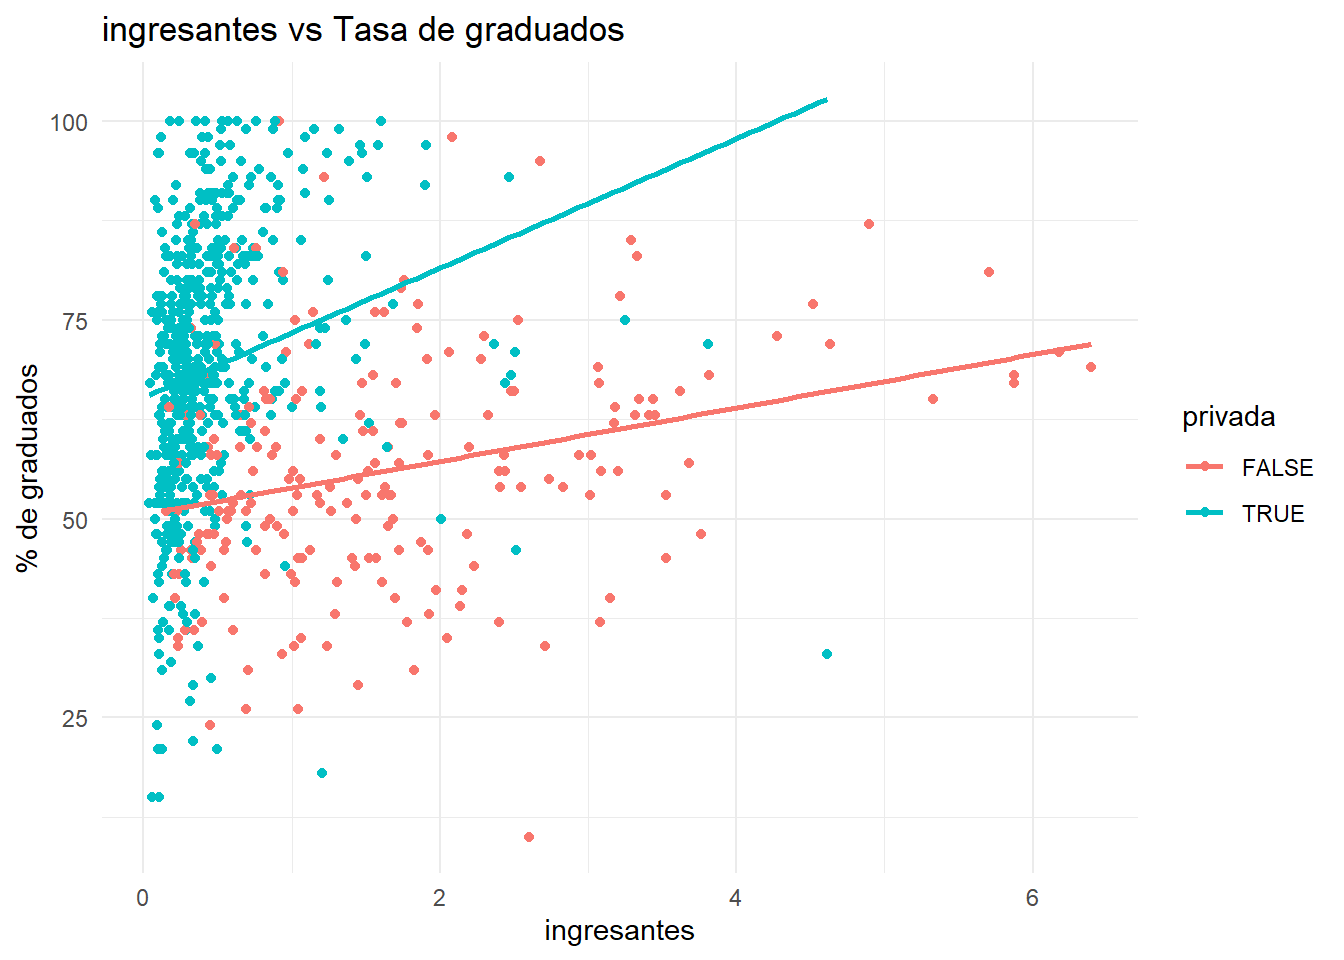 ingresantes vs Tasa de graduados
% de graduados
100
75
50
25
0
2
4
6
ingresantes
privada
FALSE
TRUE